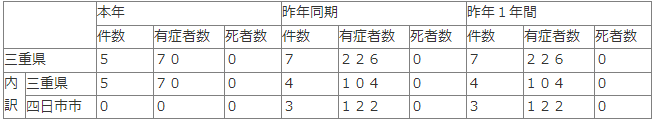 本年 昨年同期 昨年１年間
件数 有症者数 死者数 件数 有症者数 死者数 件数 有症者数 死者数
三重県 ５ ７０ ０ ７ ２２６ ０ ７ ２２６ ０
内訳 三重県 ５ ７０ ０ ４ １０４ ０ ４ １０４ ０
四日市市 ０ ０ ０ ３ １２２ ０ ３ １２２ ０